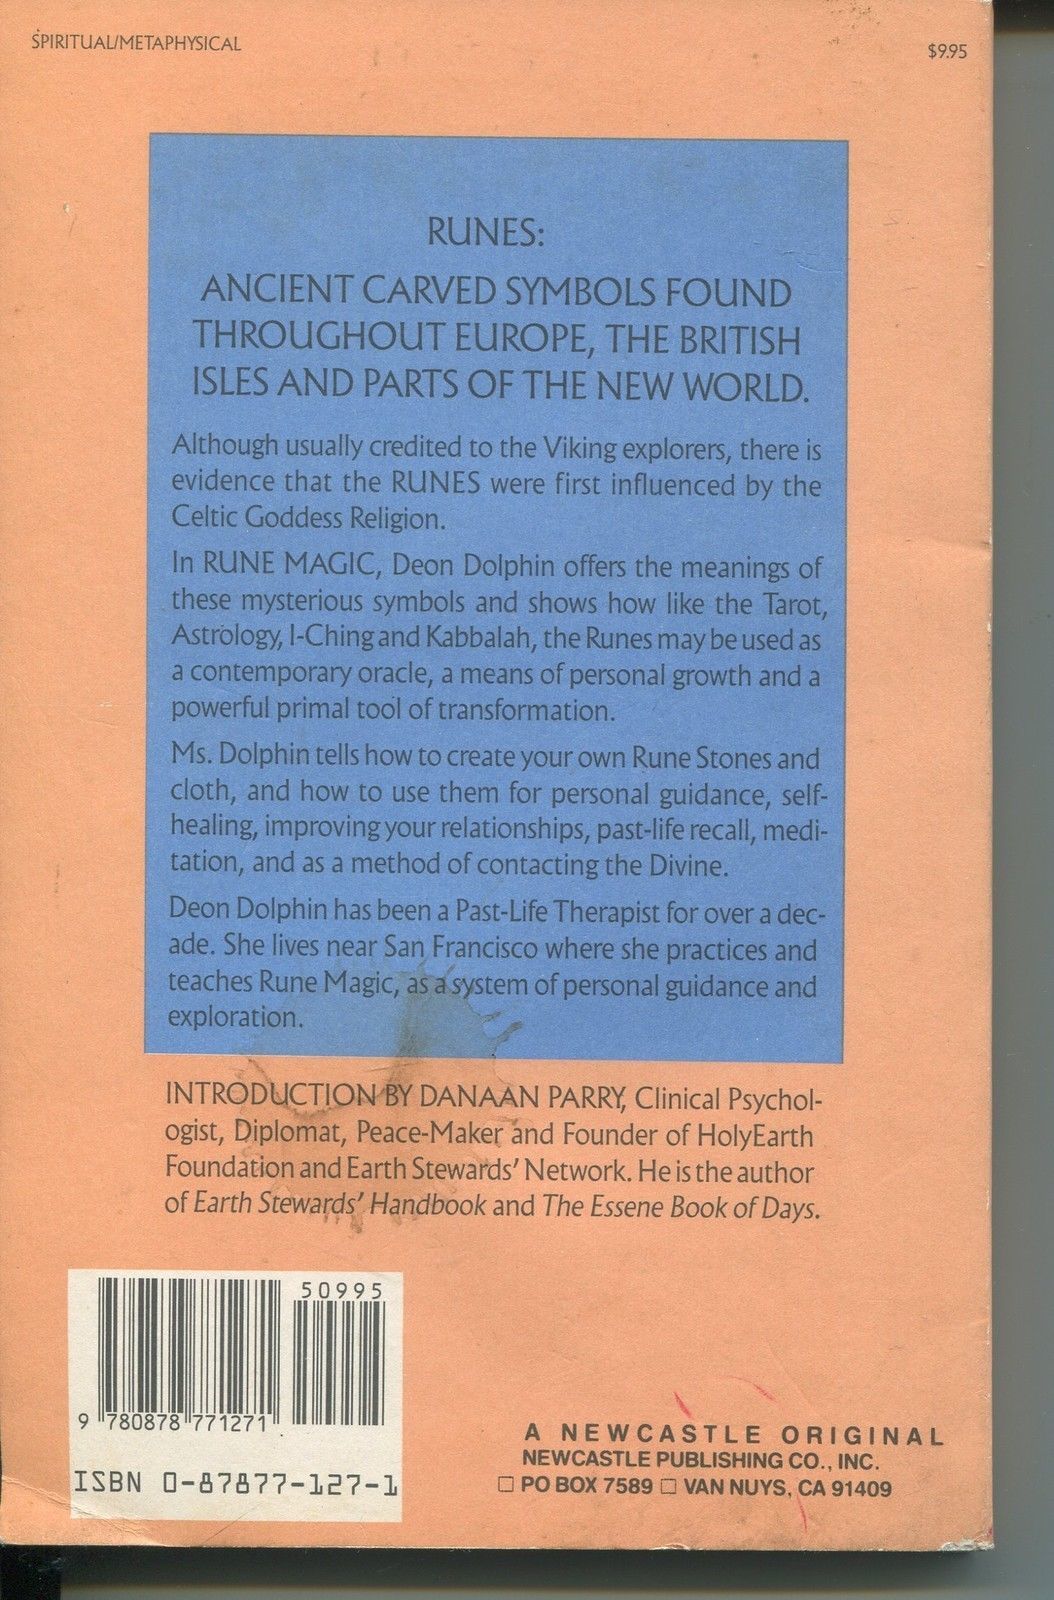 SPIRITUAL/METAPHYSICAL
$9.95
RUNES:
ANCIENT CARVED SYMBOLS FOUND
THROUGHOUT EUROPE, THE BRITISH
ISLES AND PARTS OF THE NEW WORLD.
Although usually credited to the Viking explorers, there is
evidence that the RUNES were first influenced by the
Celtic Goddess Religion.
In RUNE MAGIC, Deon Dolphin offers the meanings of
these mysterious symbols and shows how like the Tarot,
Astrology, I-Ching and Kabbalah, the Runes may be used as
a contemporary oracle, a means of personal growth and a
powerful primal tool of transformation.
Ms. Dolphin tells how to create your own Rune Stones and
cloth, and how to use them for personal guidance, self-
healing, improving your relationships, past-life recall, medi-
tation, and as a method of contacting the Divine.
Deon Dolphin has been a Past-Life Therapist for over a dec-
ade. She lives near San Francisco where she practices and
teaches Rune Magic, as a system of personal guidance and
exploration.
INTRODUCTION BY DANAAN PARRY, Clinical Psychol-
ogist, Diplomat, Peace-Maker and Founder of HolyEarth
Foundation and Earth Stewards' Network. He is the author
of Earth Stewards' Handbook and The Essene Book of Days.
50995
9 780878 771271
ISBN 0-87877-127-1
A NEWCASTLE ORIGINAL
NEWCASTLE PUBLISHING CO., INC.
□ PO BOX 7589 □ VAN NUYS, CA 91409